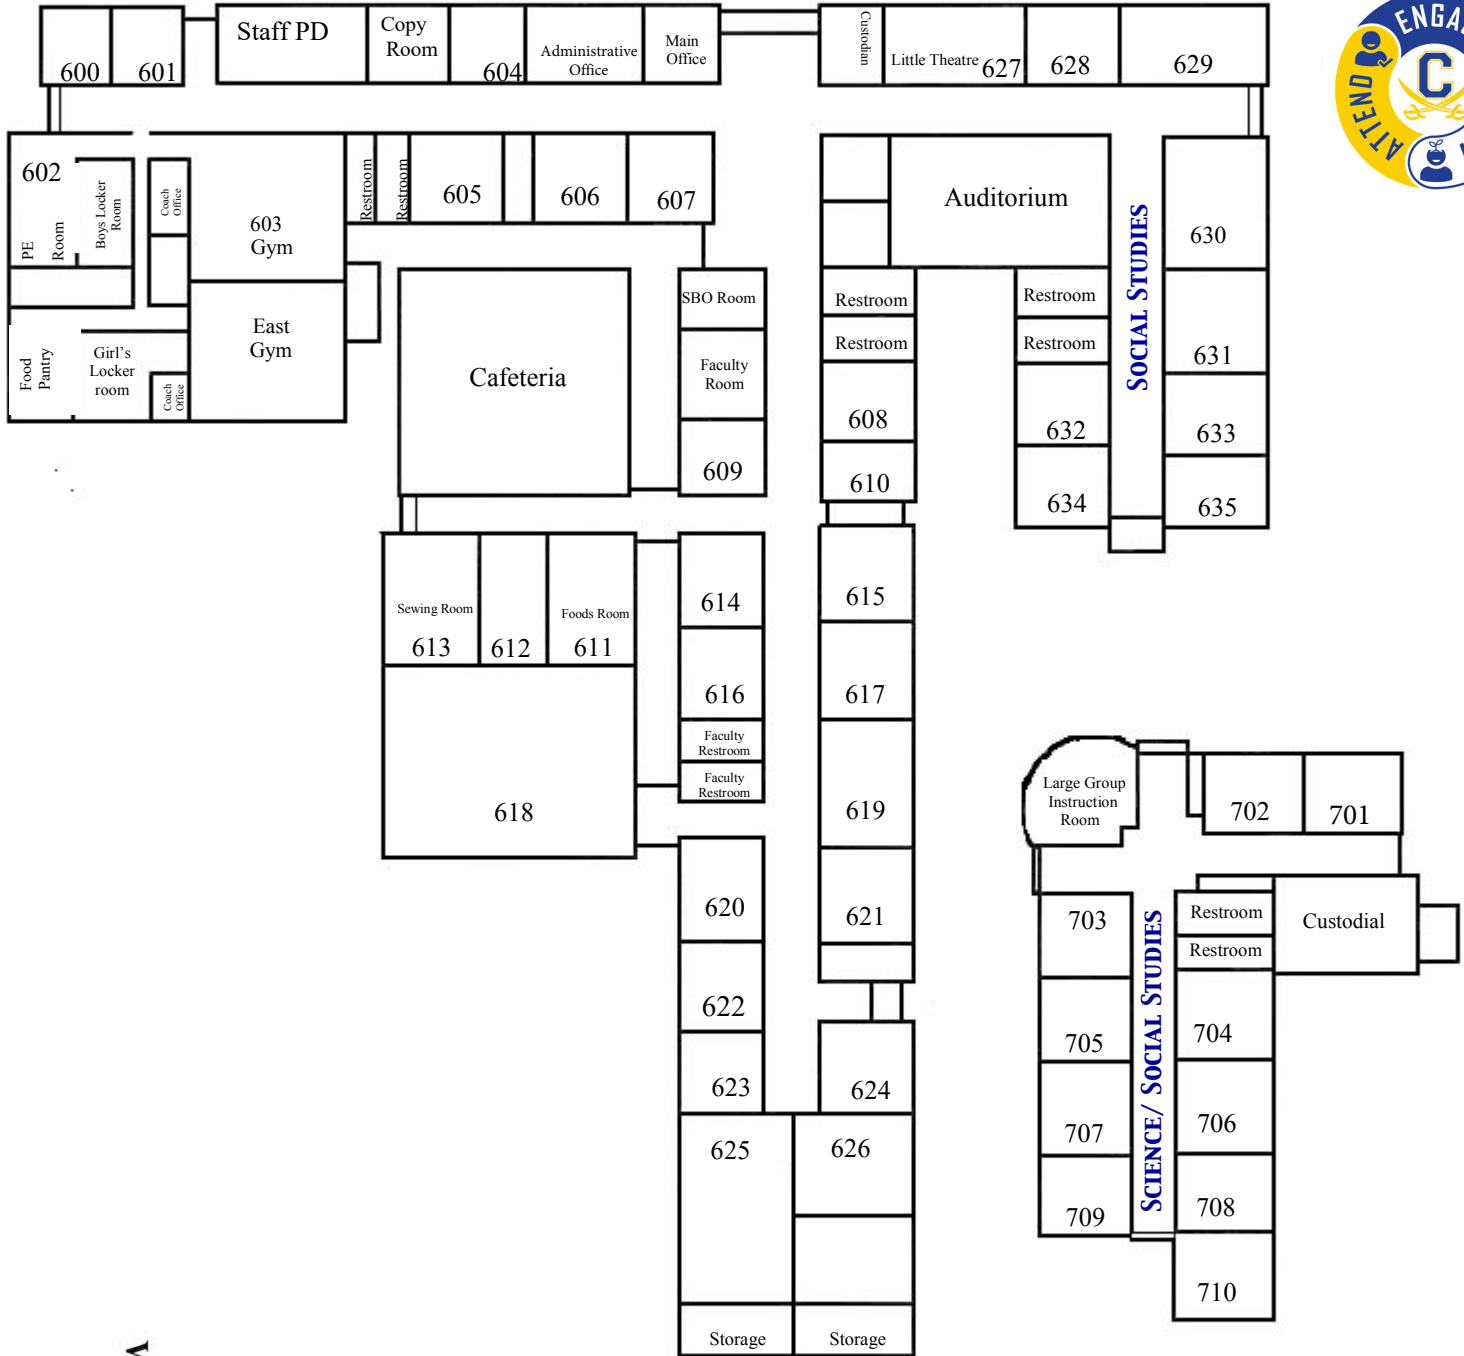 600
601
Staff PD
Copy
Room
604
Administrative
Office
Main
Office
Custodian
Little Theatre 627
628
629
ATTEND
C
602
PE
Room
Boys Locker
Room
Coach
Office
603
Gym
Restroom
Restroom
605
606
607
Auditorium
SOCIAL STUDIES
630
East
Gym
Food
Pantry
Girl's
Locker
room
Coach
Office
Cafeteria
SBO Room
Faculty
Room
609
Restroom
Restroom
608
610
Restroom
Restroom
632
634
631
633
635
Sewing Room
613
612
Foods Room
611
614
616
Faculty
Restroom
Faculty
Restroom
618
615
617
619
621
620
622
623
624
625
626
Storage
Storage
Large Group
Instruction
Room
702
701
703
SCIENCE/ SOCIAL STUDIES
Restroom
Restroom
Custodial
705
704
707
706
709
708
710